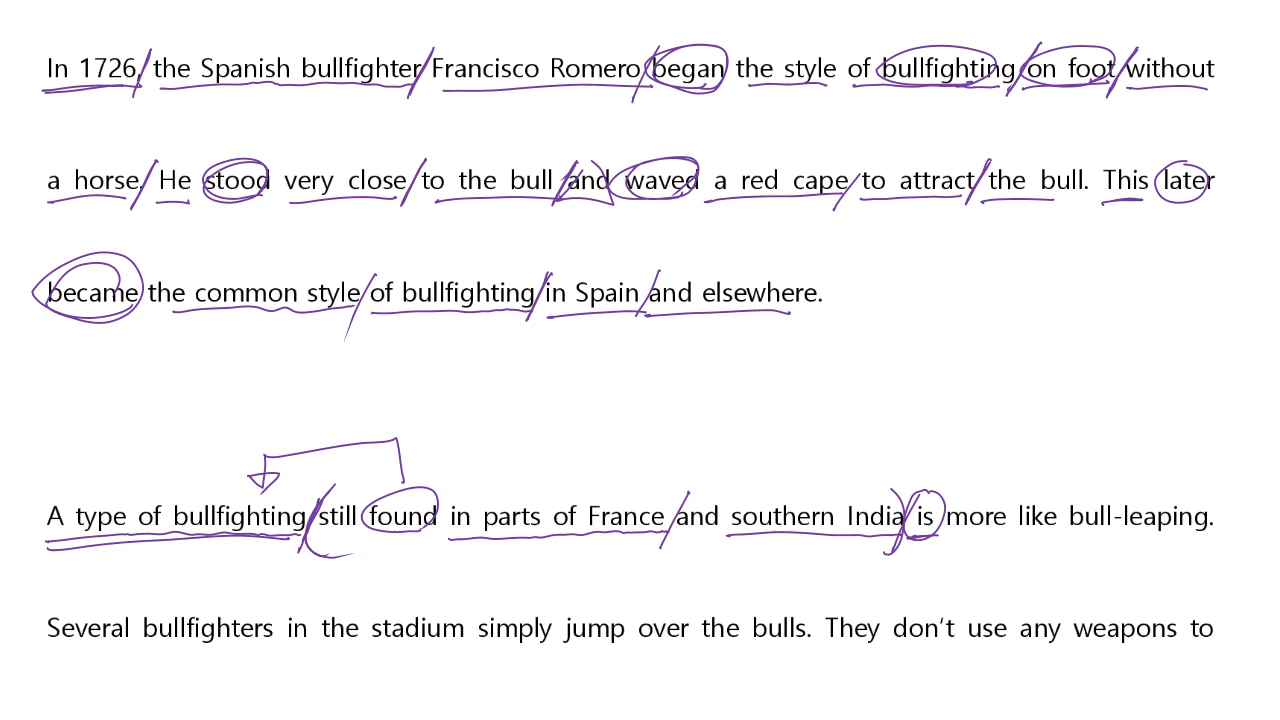 In 1726, the Spanish bullfighter Francisco Romero began the style of bullfighting on foot without
a horse. He stood very close to the bull and waved a red cape to attract the bull. This later
became the common style of bullfighting in Spain and elsewhere.
A type of bullfighting still found in parts of France and southern India is more like bull-leaping.
Several bullfighters in the stadium simply jump over the bulls. They don't use any weapons to